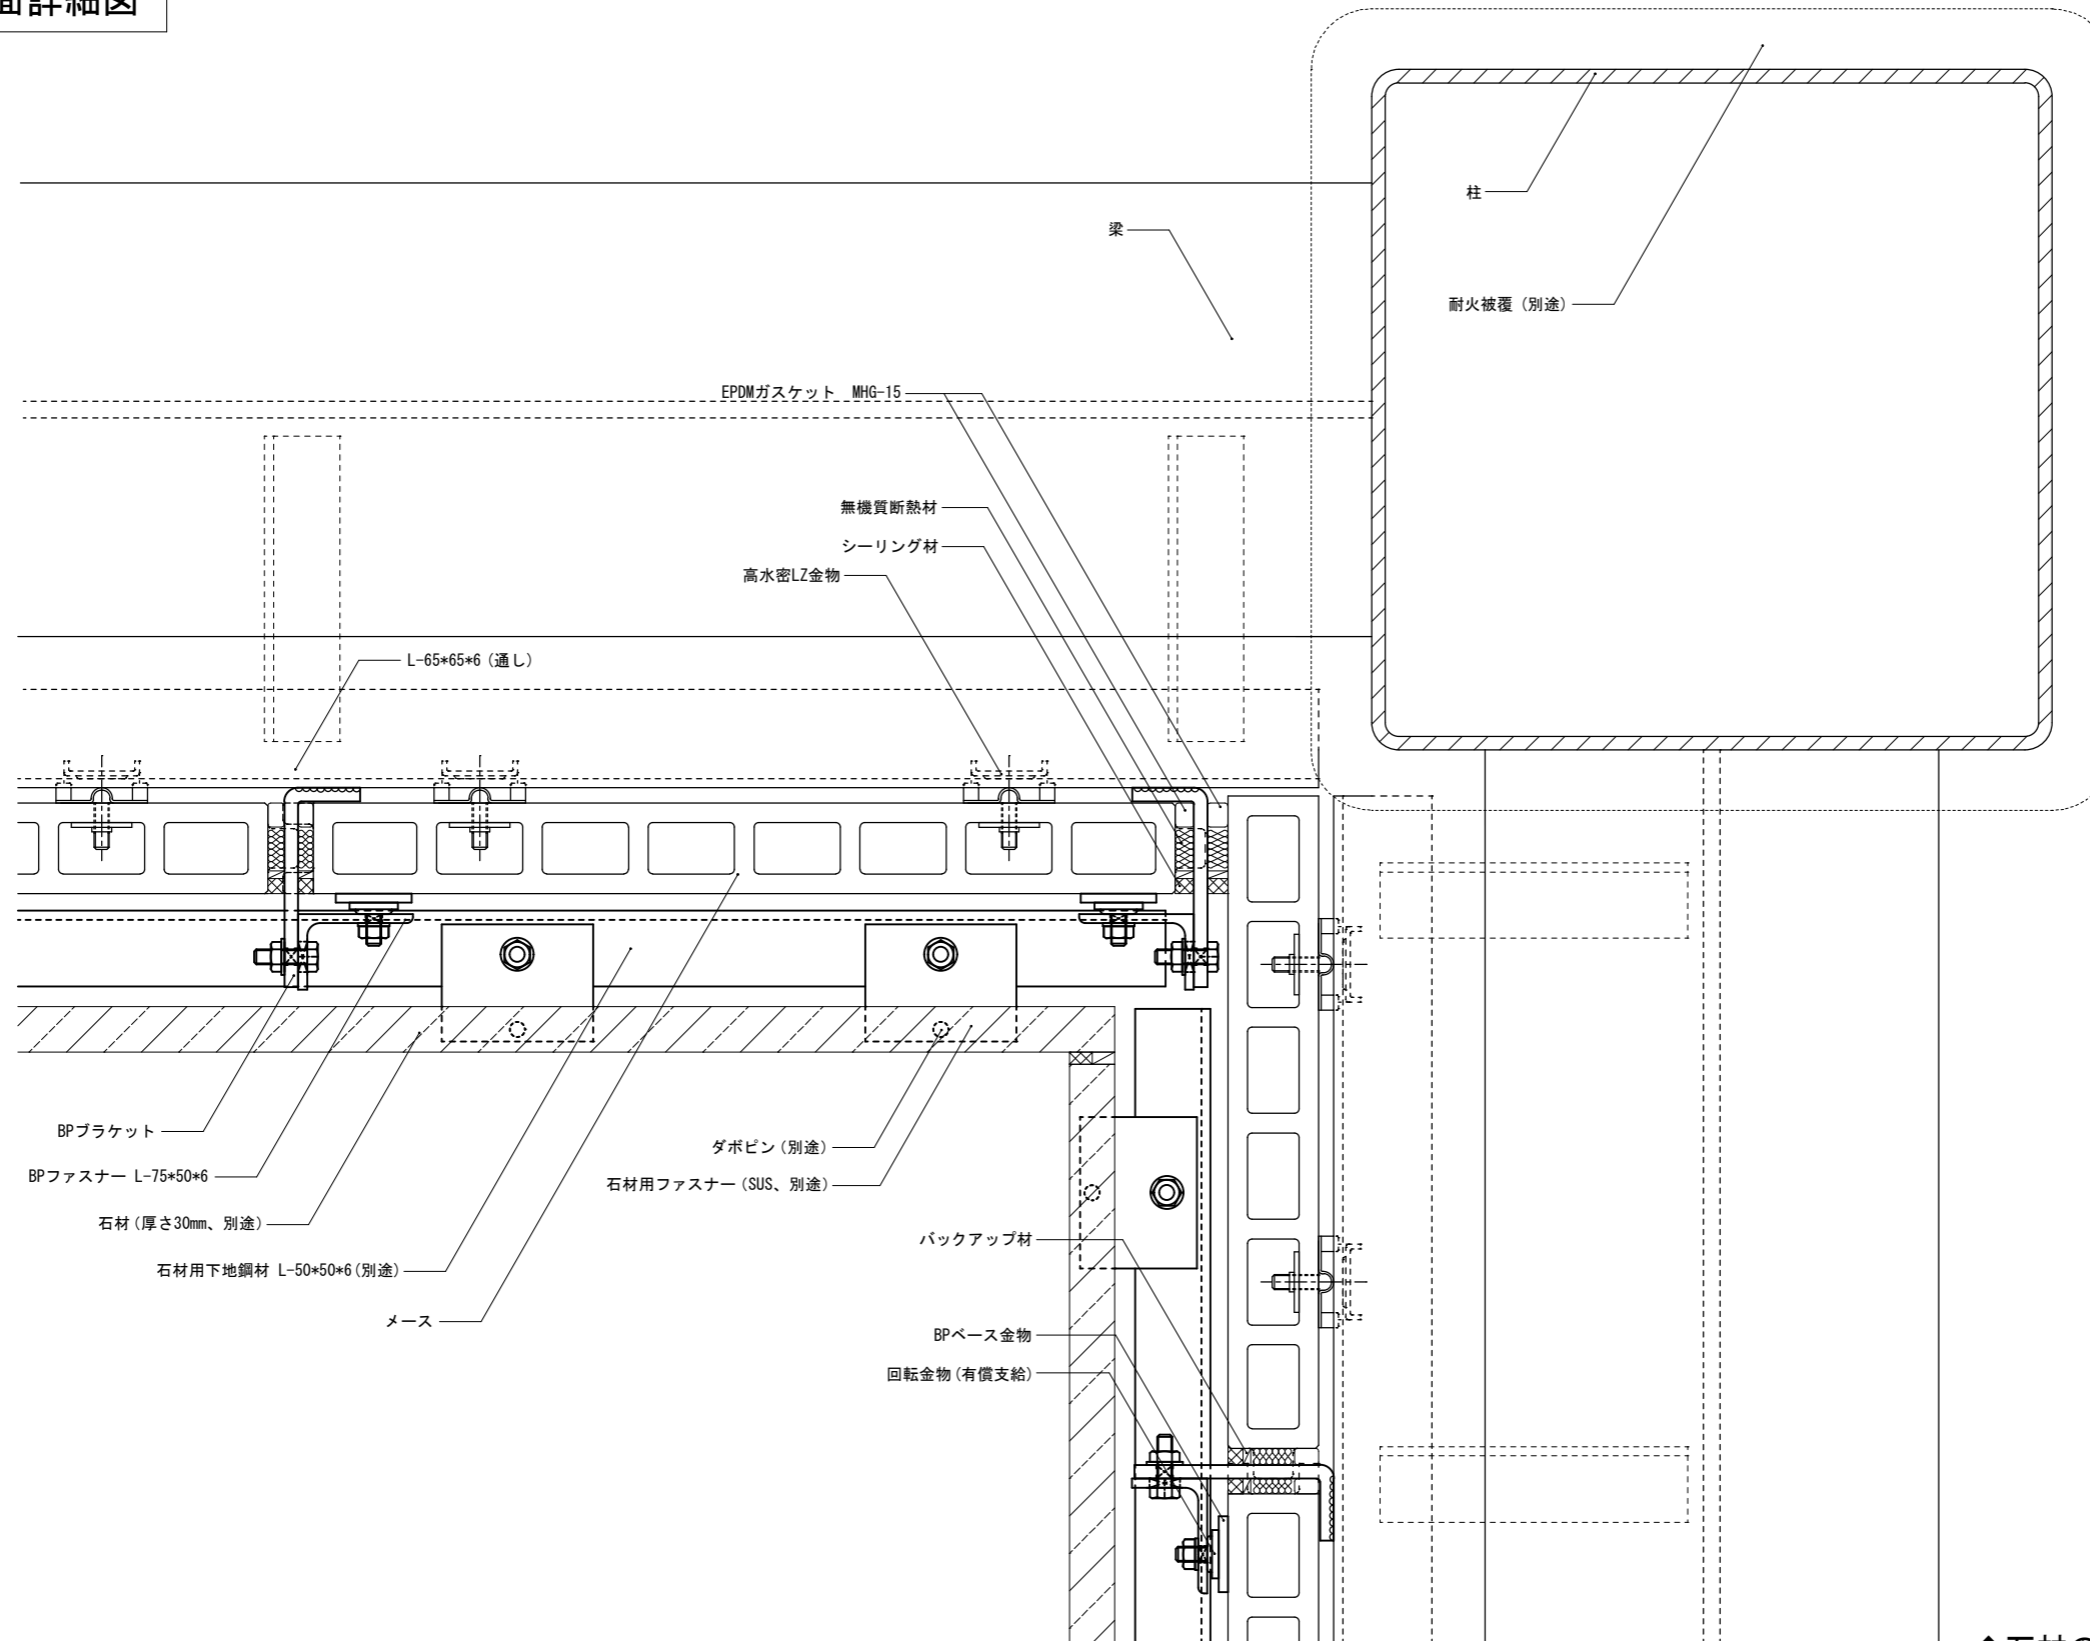 面詳細図
柱
梁
耐火被覆(別途)
EPDMガスケット　MHG-15
無機質断熱材
シーリング材
高水密LZ金物
L-65*65*6(通し)
BPブラケット
ダボピン(別途)
BPファスナー L-75*50*6
石材用ファスナー(SUS、別途)
石材(厚さ30mm、別途)
バックアップ材
石材用下地鋼材 L-50*50*6(別途)
メース
BPベース金物
回転金物(有償支給)